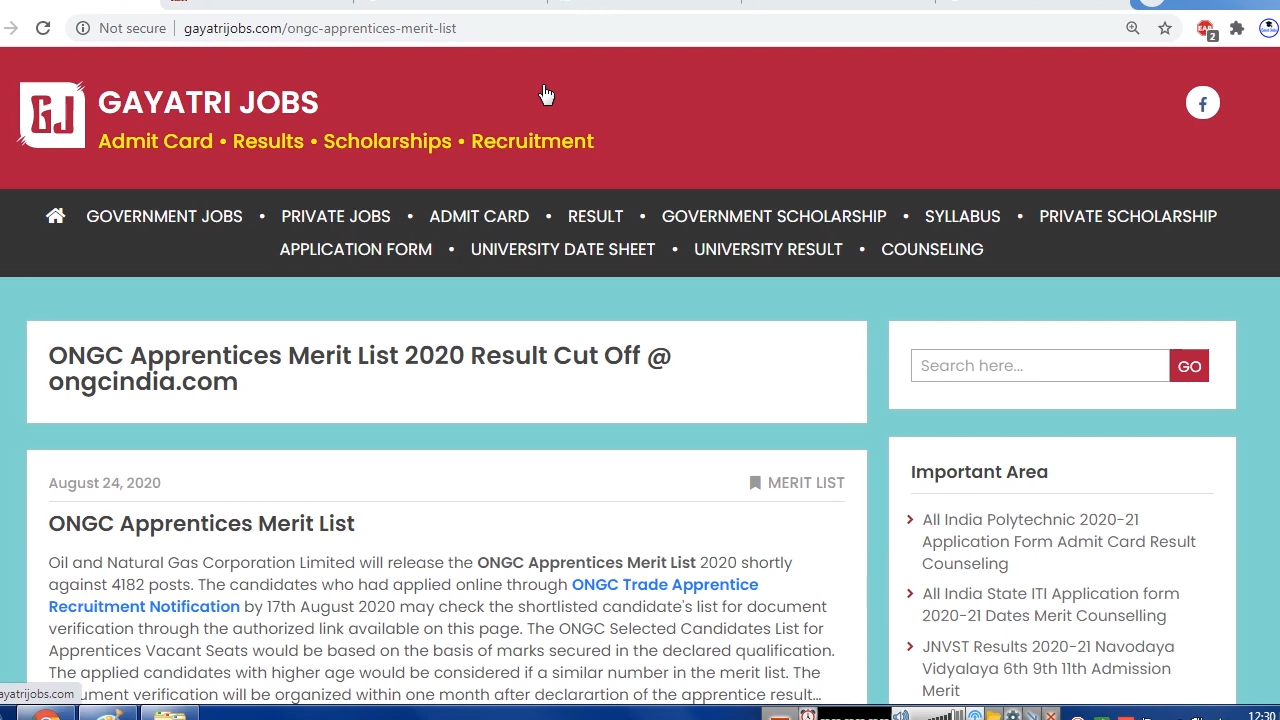 Not secure gayatrijobs.com/ongc-apprentices-merit-list
2
GJ GAYATRI JOBS
Admit Card • Results • Scholarships • Recruitment
GOVERNMENT JOBS • PRIVATE JOBS • ADMIT CARD • RESULT • GOVERNMENT SCHOLARSHIP • SYLLABUS • PRIVATE SCHOLARSHIP
APPLICATION FORM • UNIVERSITY DATE SHEET • UNIVERSITY RESULT • COUNSELING
ONGC Apprentices Merit List 2020 Result Cut Off @
ongcindia.com
August 24, 2020 MERIT LIST
ONGC Apprentices Merit List
Oil and Natural Gas Corporation Limited will release the ONGC Apprentices Merit List 2020 shortly
against 4182 posts. The candidates who had applied online through ONGC Trade Apprentice
Recruitment Notification by 17th August 2020 may check the shortlisted candidate's list for document
verification through the authorized link available on this page. The ONGC Selected Candidates List for
Apprentices Vacant Seats would be based on the basis of marks secured in the declared qualification.
The applied candidates with higher age would be considered if a similar number in the merit list. The
ument verification will be organized within one month after declarartion of the apprentice result...
ayatrijobs.com
Search here... GO
Important Area
All India Polytechnic 2020-21
Application Form Admit Card Result
Counseling
All India State ITI Application form
2020-21 Dates Merit Counselling
JNVST Results 2020-21 Navodaya
Vidyalaya 6th 9th 11th Admission
Merit
12:30